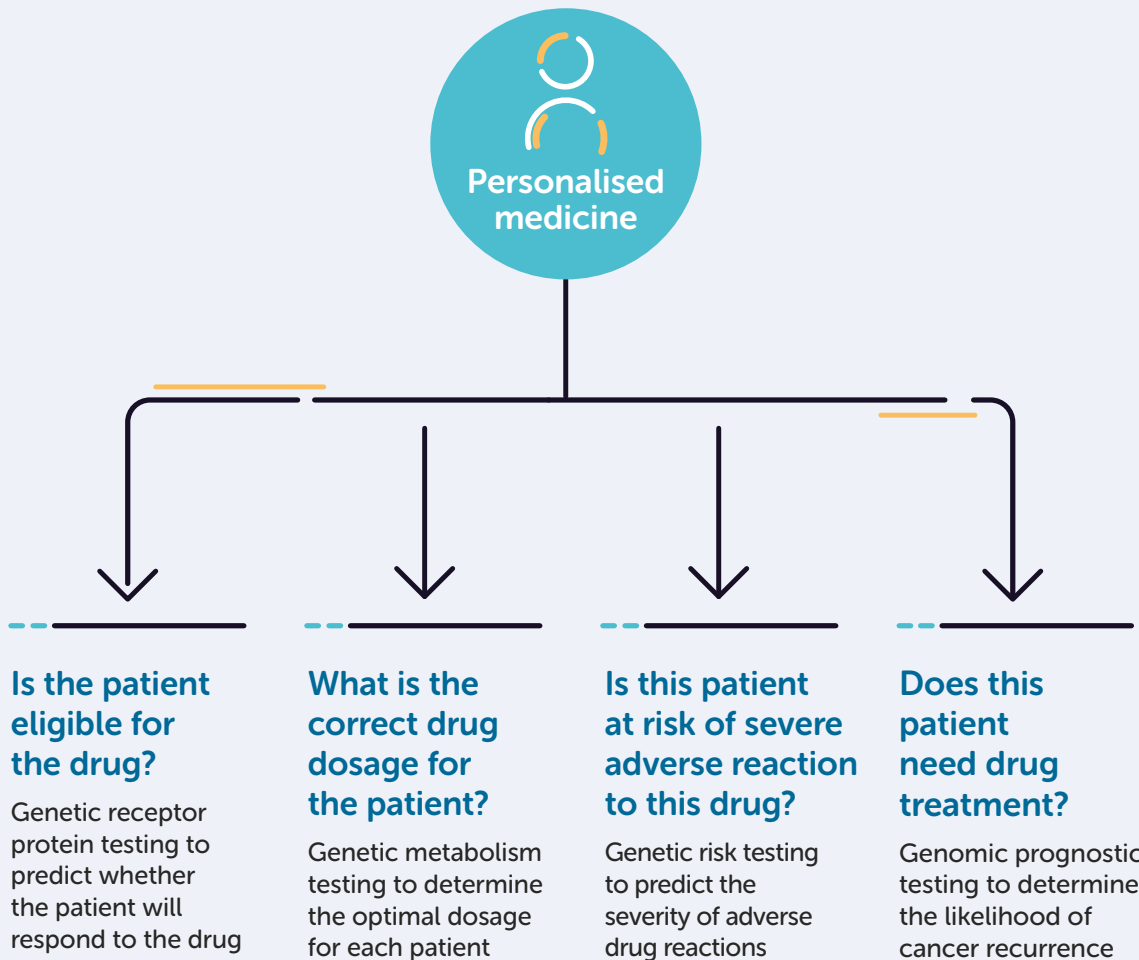 Personalised
medicine
Is the patient
eligible for
the drug?
Genetic receptor
protein testing to
predict whether
the patient will
respond to the drug
What is the
correct drug
dosage for
the patient?
Genetic metabolism
testing to determine
the optimal dosage
for each patient
Is this patient
at risk of severe
adverse reaction
to this drug?
Genetic risk testing
to predict the
severity of adverse
drug reactions
Does this
patient
need drug
treatment?
Genomic prognostic
testing to determine
the likelihood of
cancer recurrence